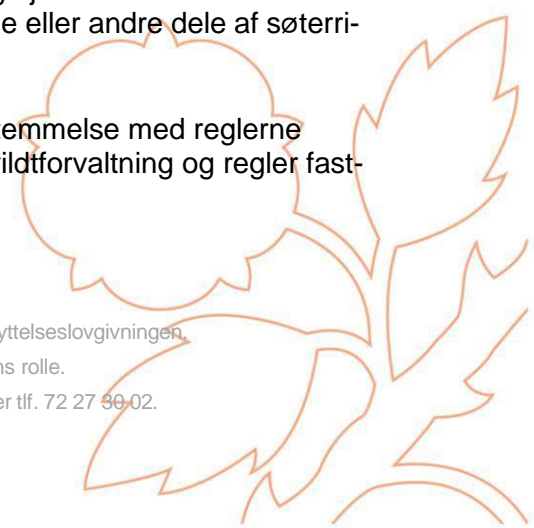 e eller andre dele af søterri-
temmelse med reglerne
ildtforvaltning og regler fast-
yttelseslovgivningen.
ns rolle.
er tlf. 72 27 30 02.